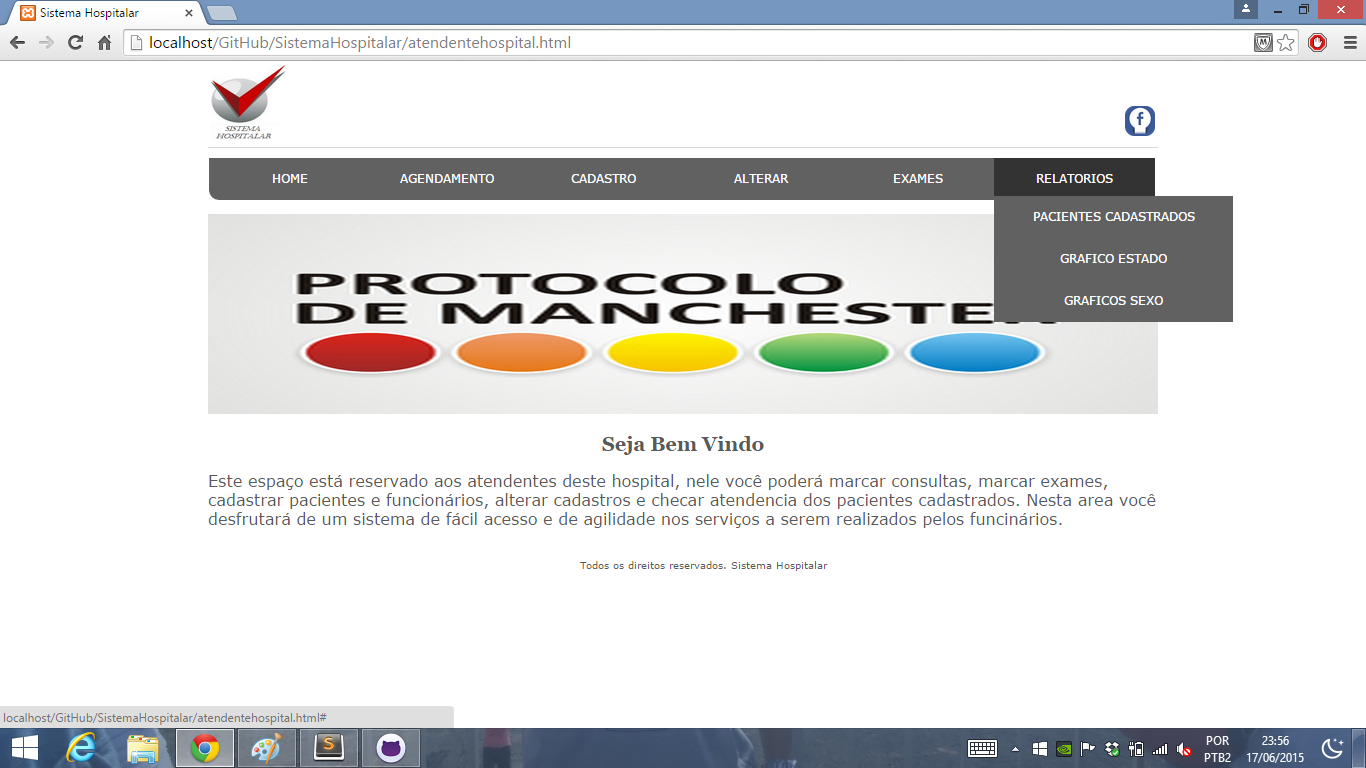 Sistema Hospitalar
localhost/GitHub/SistemaHospitalar/atendentehospital.html
SISTEMA
HOSPITALAR
f
HOME AGENDAMENTO CADASTRO ALTERAR EXAMES RELATORIOS
PACIENTES CADASTRADOS
GRAFICO ESTADO
GRAFICOS SEXO
PROTOCOLO
DE MANCHESTER
Seja Bem Vindo
Este espaço está reservado aos atendentes deste hospital, nele você poderá marcar consultas, marcar exames,
cadastrar pacientes e funcionários, alterar cadastros e checar atendencia dos pacientes cadastrados. Nesta area você
desfrutará de um sistema de fácil acesso e de agilidade nos serviços a serem realizados pelos funcinários.
Todos os direitos reservados. Sistema Hospitalar
localhost/GitHub/SistemaHospitalar/atendentehospital.html#
POR 23:56
PTB2 17/06/2015